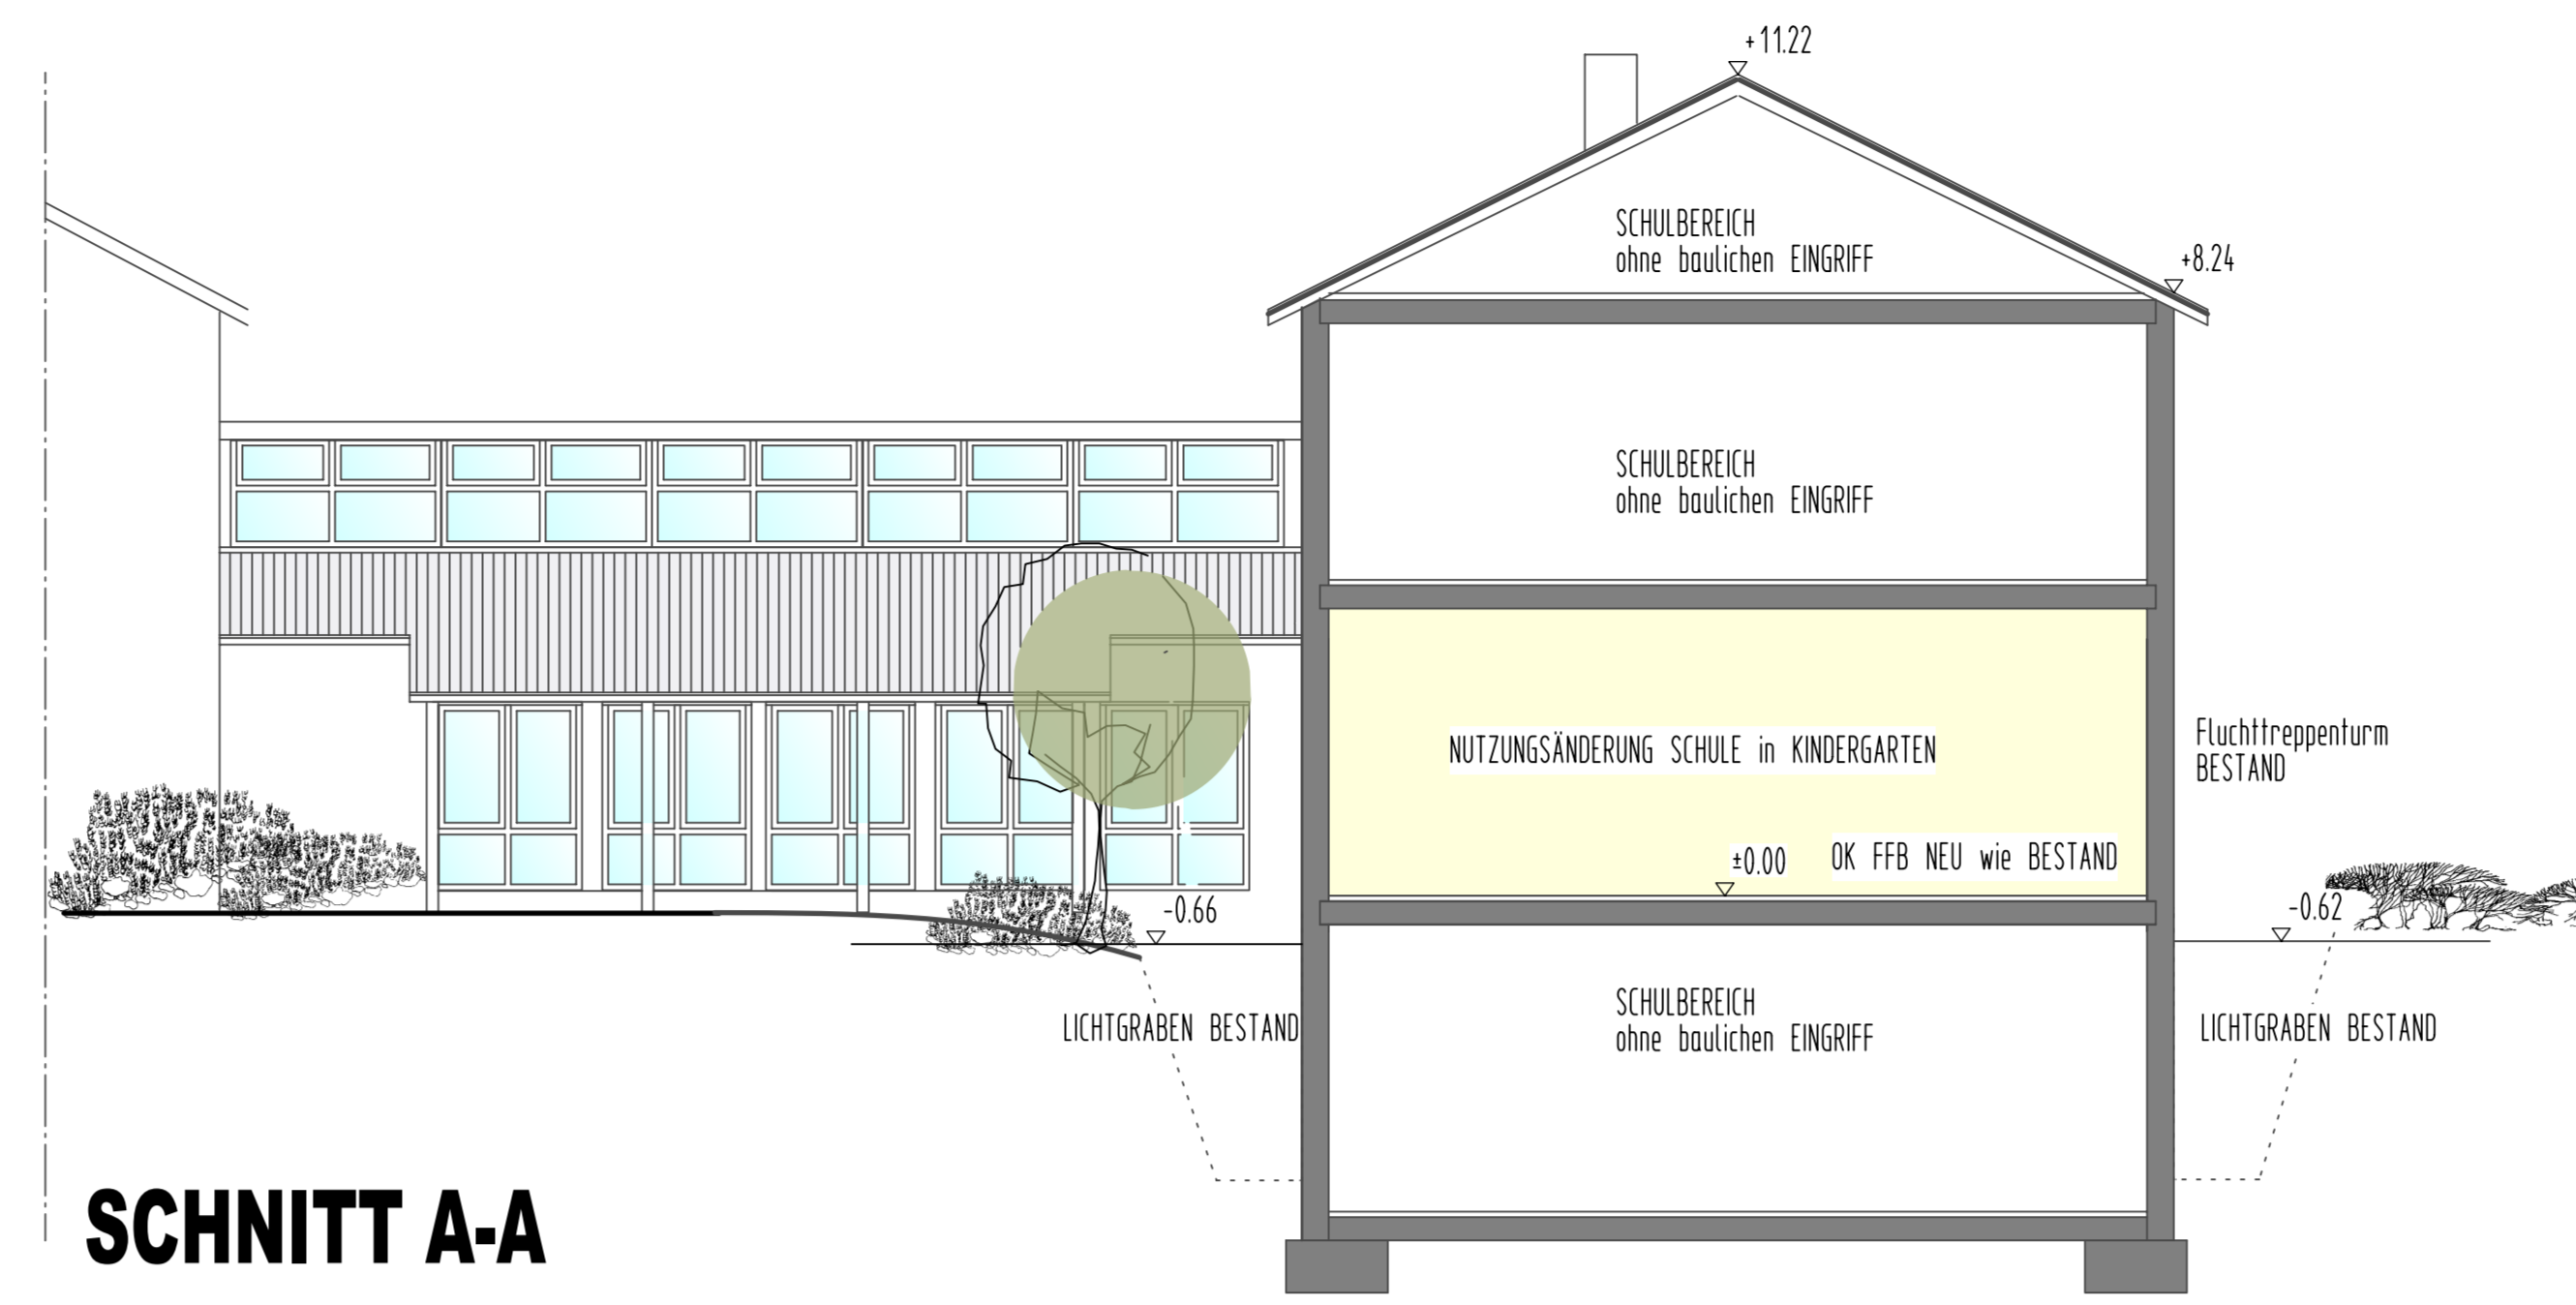 +11.22
SCHULBEREICH
ohne baulichen EINGRIFF
+8.24
SCHULBEREICH
ohne baulichen EINGRIFF
NUTZUNGSÄNDERUNG SCHULE in KINDERGARTEN
Fluchttreppenturm
BESTAND
±0.00 OK FFB NEU wie BESTAND
-0.66
-0.62
SCHULBEREICH
ohne baulichen EINGRIFF
LICHTGRABEN BESTAND
LICHTGRABEN BESTAND
SCHNITT A-A